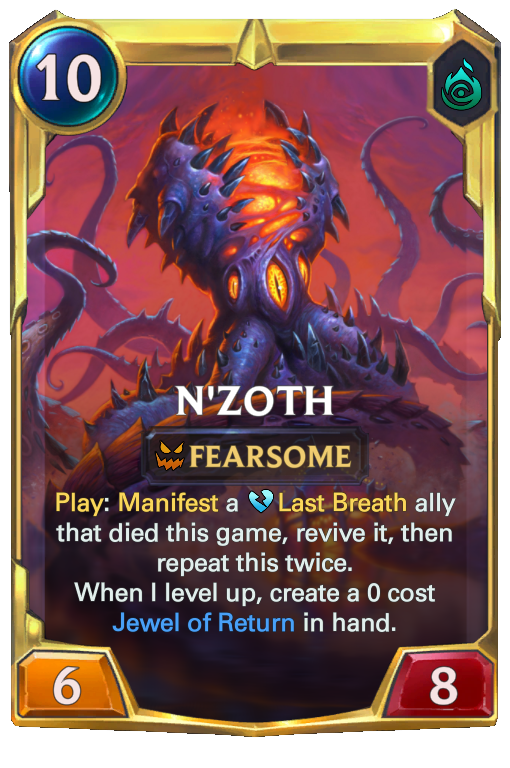 10
N'ZOTH
FEARSOME
Play: Manifest a Last Breath ally
that died this game, revive it, then
repeat this twice.
When I level up, create a 0 cost
Jewel of Return in hand.
6
8